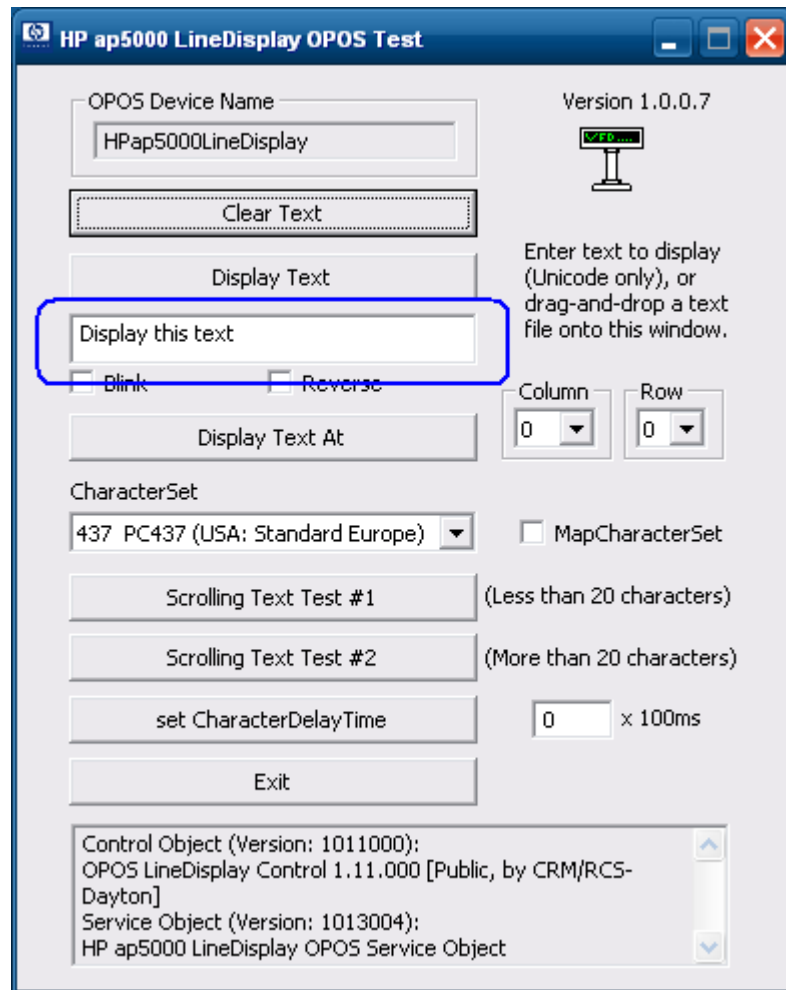 HP ap5000 LineDisplay OPOS Test
OPOS Device Name
Version 1.0.0.7
HPap5000LineDisplay
VFD....
Clear Text
Display Text
Enter text to display
(Unicode only), or
drag-and-drop a text
file onto this window.
Display this text
Blink
Reverse
Column
Row
0
0
Display Text At
CharacterSet
437 PC437 (USA: Standard Europe)
MapCharacterSet
Scrolling Text Test #1
(Less than 20 characters)
Scrolling Text Test #2
(More than 20 characters)
set CharacterDelayTime
0
x 100ms
Exit
Control Object (Version: 1011000):
OPOS LineDisplay Control 1.11.000 [Public, by CRM/RCS-
Dayton]
Service Object (Version: 1013004):
HP ap5000 LineDisplay OPOS Service Object